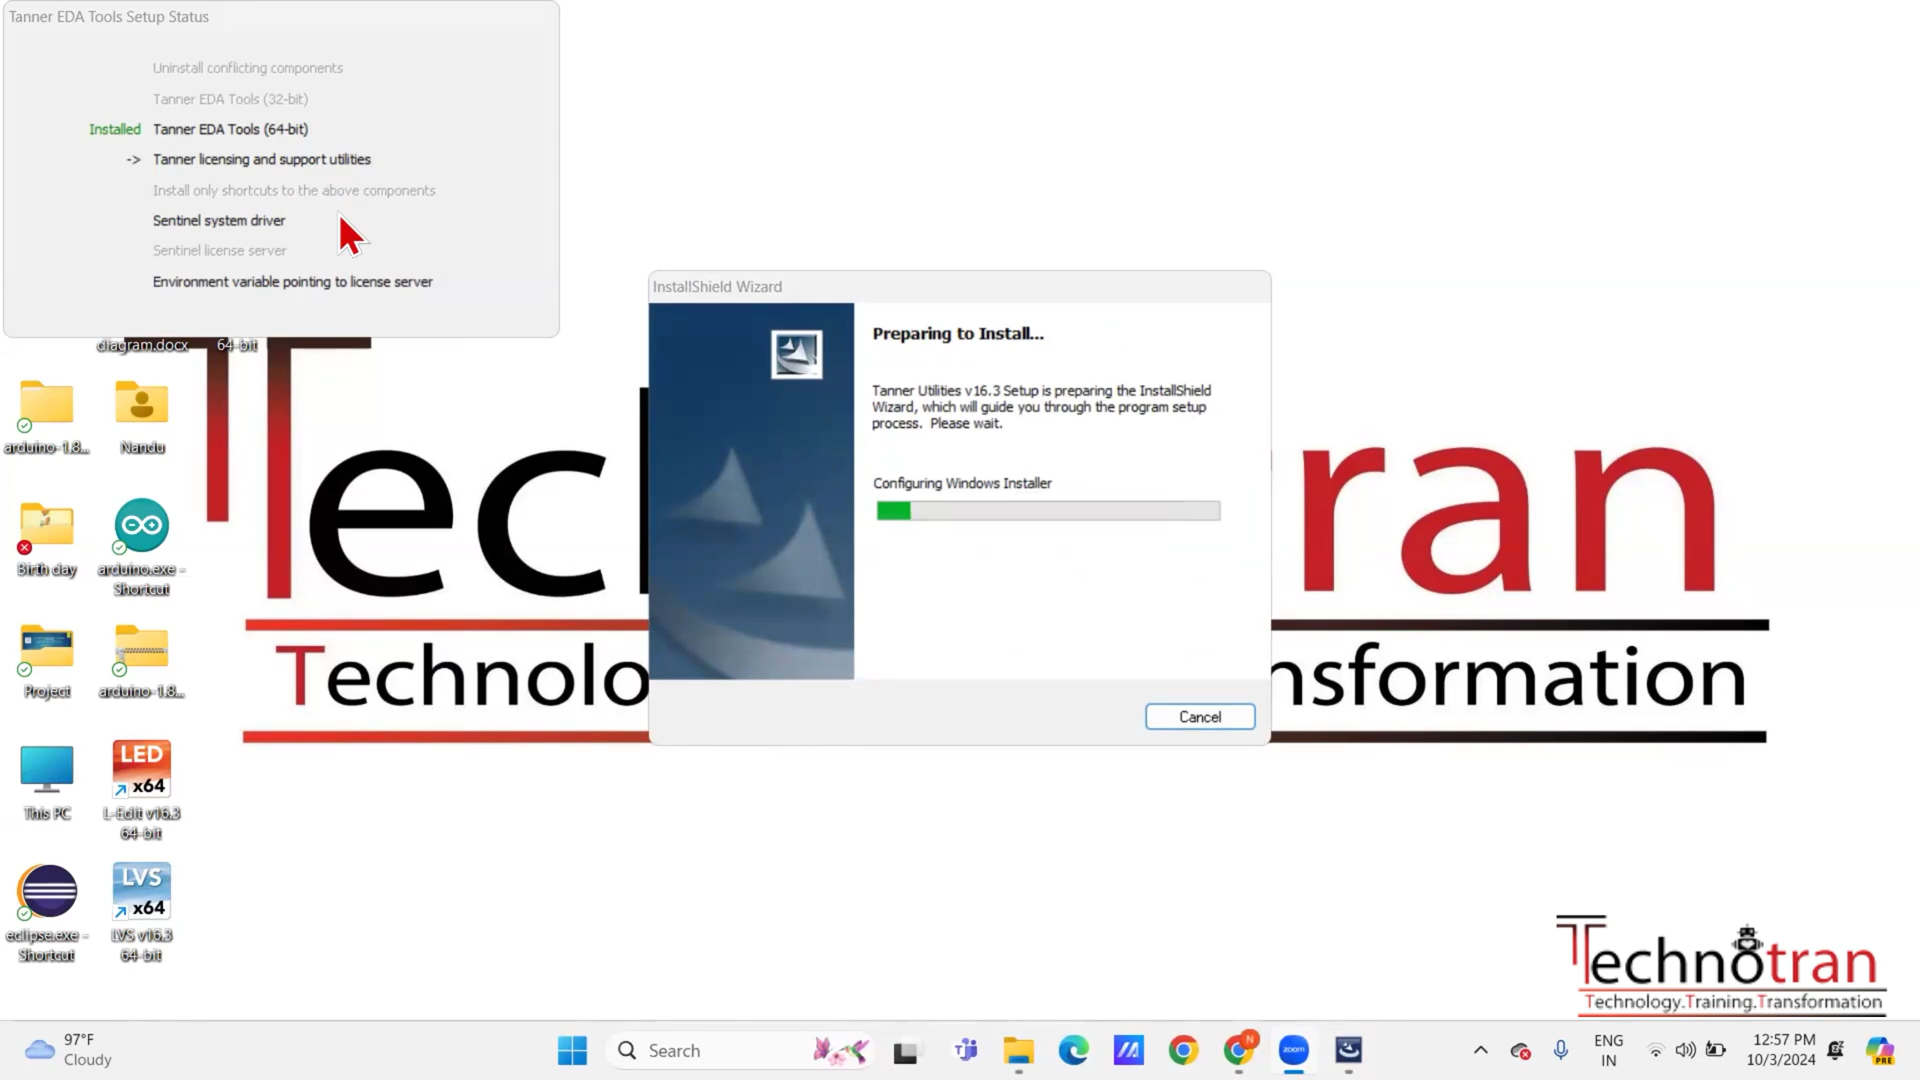 Tanner EDA Tools Setup Status
Uninstall conflicting components
Tanner EDA Tools (32-bit)
Installed Tanner EDA Tools (64-bit)
-> Tanner licensing and support utilities
Install only shortcuts to the above components
Sentinel system driver
Sentinel license server
Environment variable pointing to license server
diagram.docx
64-bit
InstallShield Wizard
Preparing to Install...
Tanner Utilities v16.3 Setup is preparing the InstallShield
Wizard, which will guide you through the program setup
process. Please wait.
Configuring Windows Installer
Cancel
arduino-1.8...
Nandu
Birth day
arduino.exe -
Shortcut
Project
arduino-1.8...
This PC
LED
x64
L-Edit v16.3
64-bit
eclipse.exe -
Shortcut
LVS
x64
LVS v16.3
64-bit
Tec
ran
Technolo
nsformation
Technotran
Technology.Training.Transformation
97°F
Cloudy
Search
N
zoom
ENG
IN
12:57 PM
10/3/2024
PRE